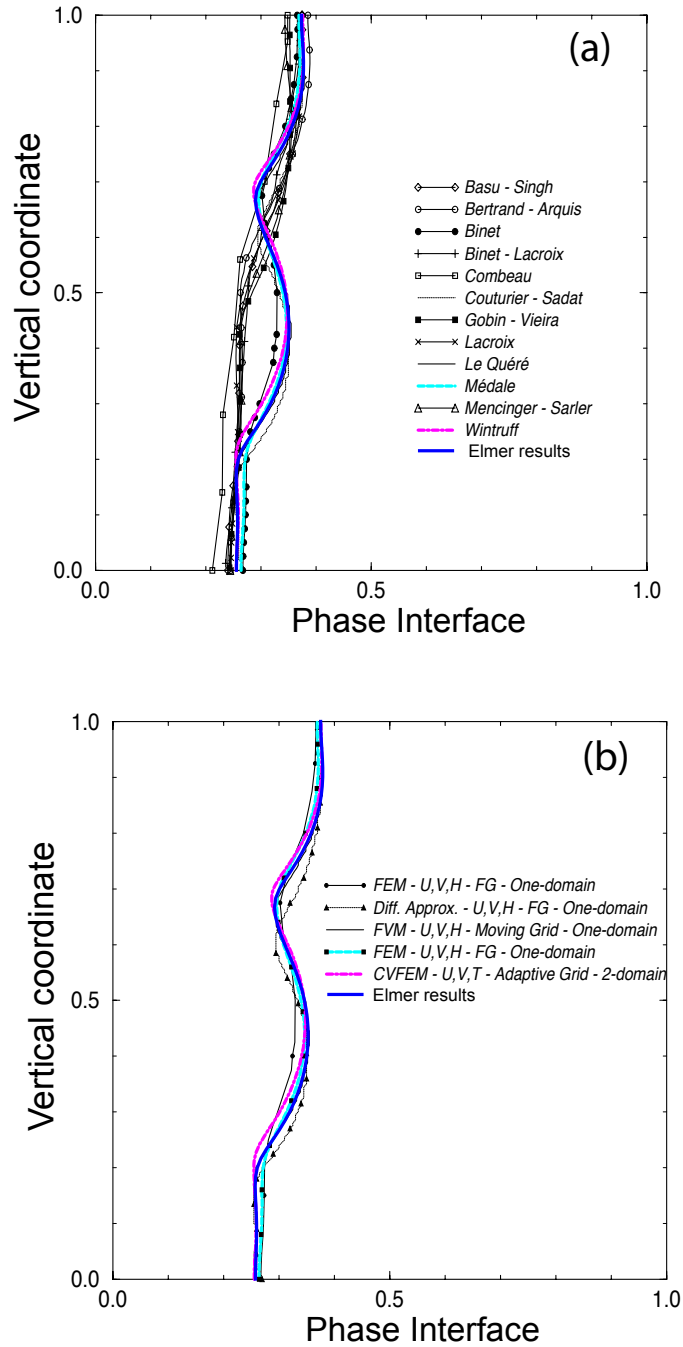 (a)
1.0
0.5
0.0
Vertical coordinate
Basu - Singh
Bertrand - Arquis
Binet
Binet - Lacroix
Combeau
Couturier - Sadat
Gobin - Vieira
Lacroix
Le Quéré
Médale
Mencinger - Sarler
Wintruff
Elmer results
0.0
0.5
1.0
Phase Interface
(b)
1.0
0.5
0.0
Vertical coordinate
FEM - U,V,H - FG - One-domain
Diff. Approx. - U,V,H - FG - One-domain
FVM - U,V,H - Moving Grid - One-domain
FEM - U,V,H - FG - One-domain
CVFEM - U,V,T - Adaptive Grid - 2-domain
Elmer results
0.0
0.5
1.0
Phase Interface